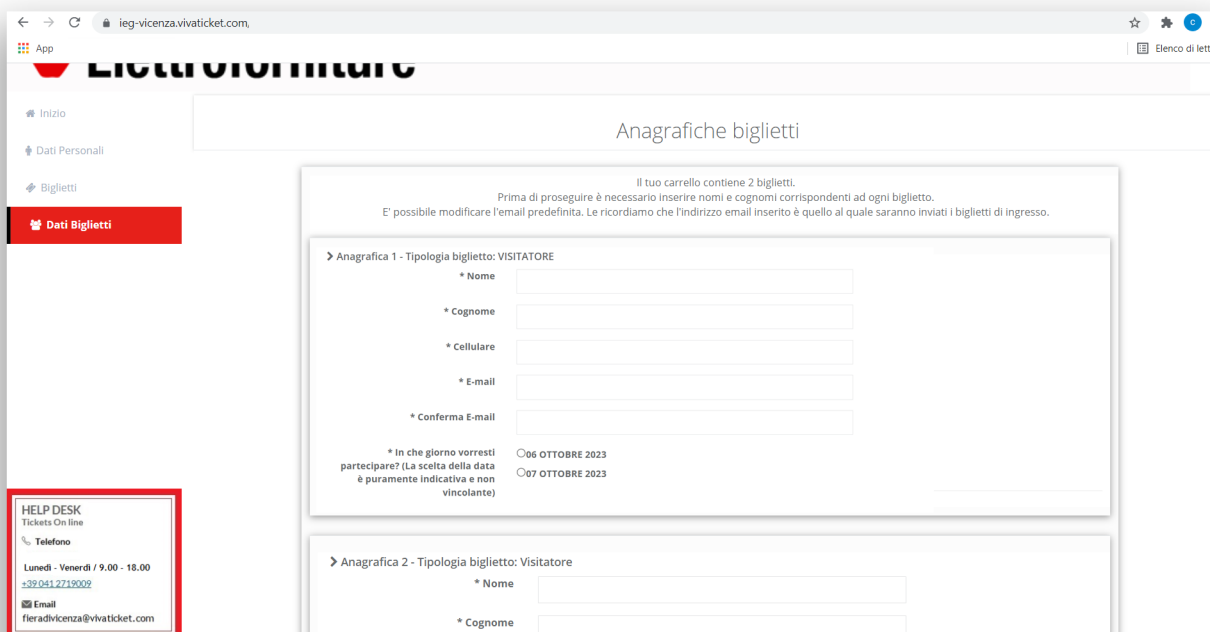 ieg-vicenza.vivaticket.com,
C
App
Elenco di lett
Elettroforniture
Inizio
Dati Personali
Biglietti
Dati Biglietti
Anagrafiche biglietti
Il tuo carrello contiene 2 biglietti.
Prima di proseguire è necessario inserire nomi e cognomi corrispondenti ad ogni biglietto.
E' possibile modificare l'email predefinita. Le ricordiamo che l'indirizzo email inserito è quello al quale saranno inviati i biglietti di ingresso.
Anagrafica 1 - Tipologia biglietto: VISITATORE
* Nome
* Cognome
* Cellulare
* E-mail
* Conferma E-mail
* In che giorno vorresti
partecipare? (La scelta della data
è puramente indicativa e non
vincolante)
06 OTTOBRE 2023
07 OTTOBRE 2023
Anagrafica 2 - Tipologia biglietto: Visitatore
* Nome
* Cognome
HELP DESK
Tickets On line
Telefono
Lunedì - Venerdì / 9.00 - 18.00
+39 041 2719009
Email
fieradivicenza@vivaticket.com